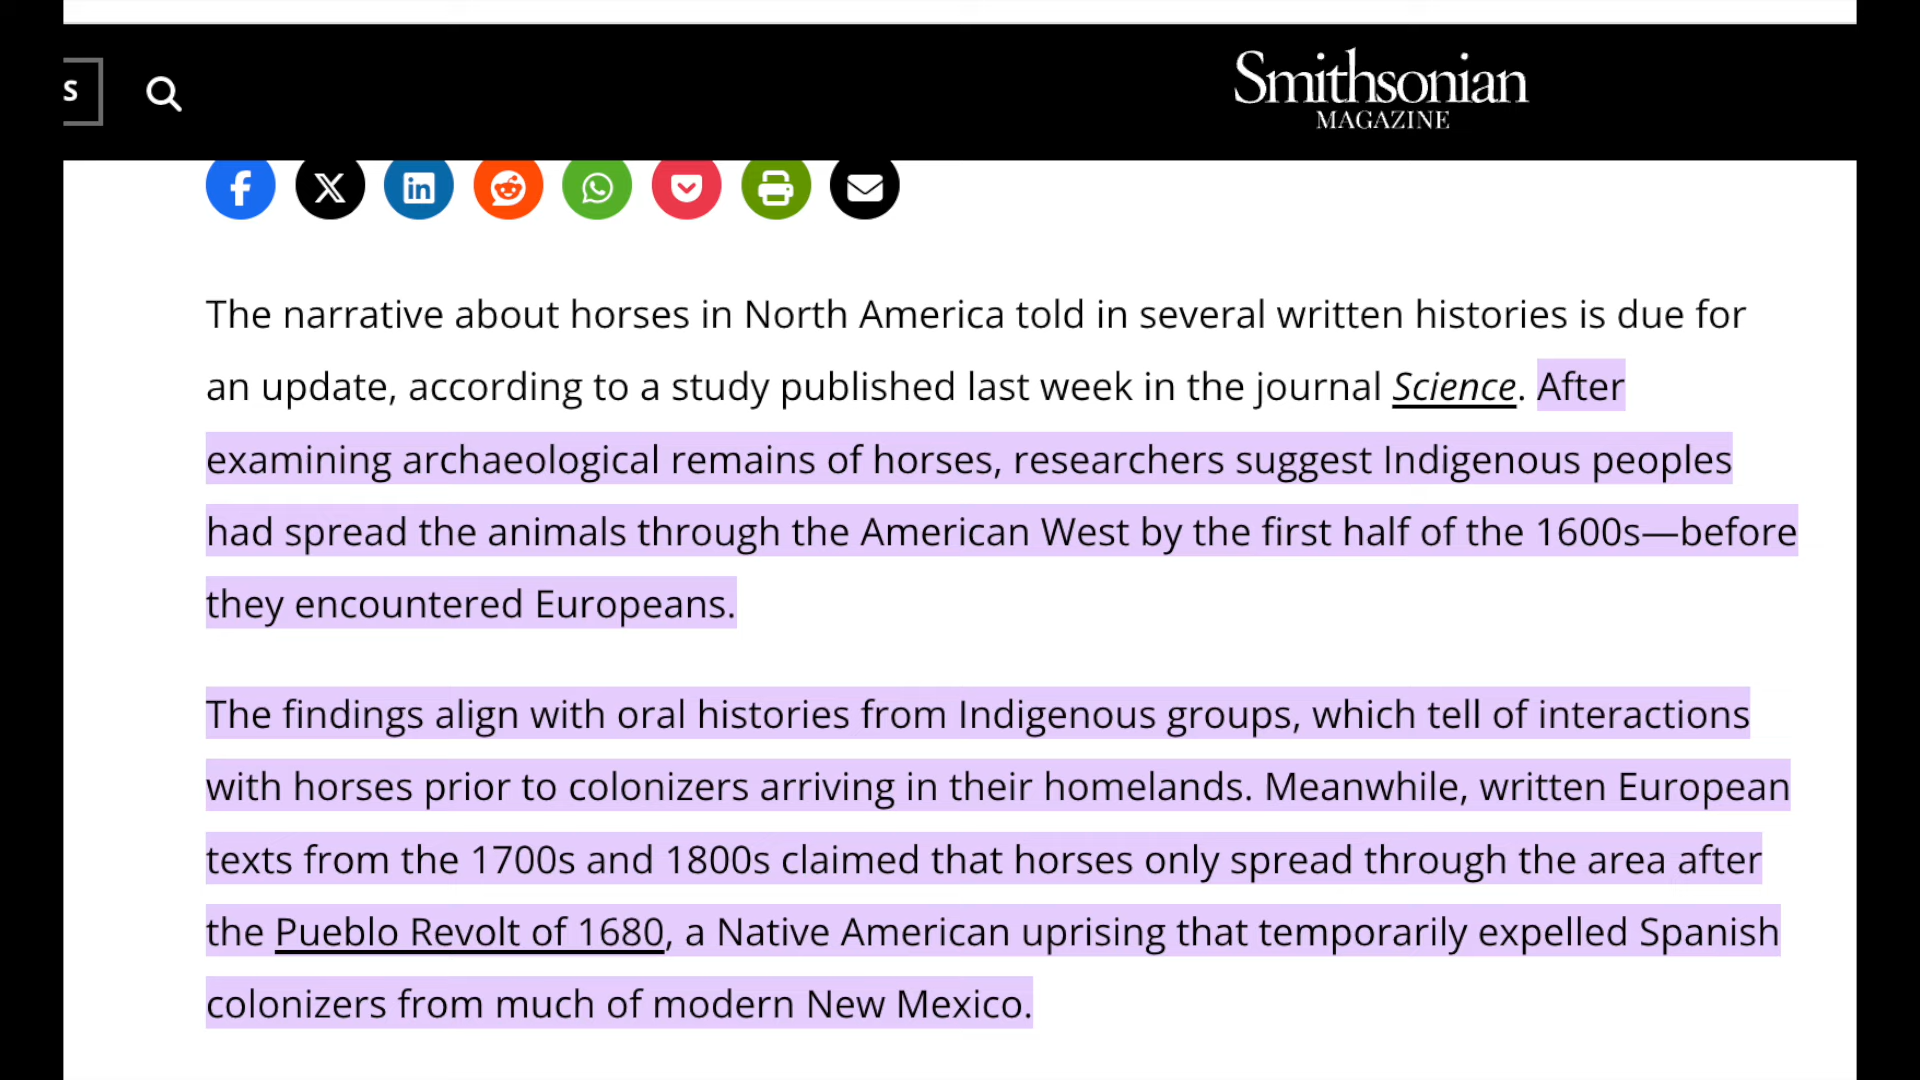 S
Smithsonian
MAGAZINE
The narrative about horses in North America told in several written histories is due for
an update, according to a study published last week in the journal Science. After
examining archaeological remains of horses, researchers suggest Indigenous peoples
had spread the animals through the American West by the first half of the 1600s—before
they encountered Europeans.
The findings align with oral histories from Indigenous groups, which tell of interactions
with horses prior to colonizers arriving in their homelands. Meanwhile, written European
texts from the 1700s and 1800s claimed that horses only spread through the area after
the Pueblo Revolt of 1680, a Native American uprising that temporarily expelled Spanish
colonizers from much of modern New Mexico.